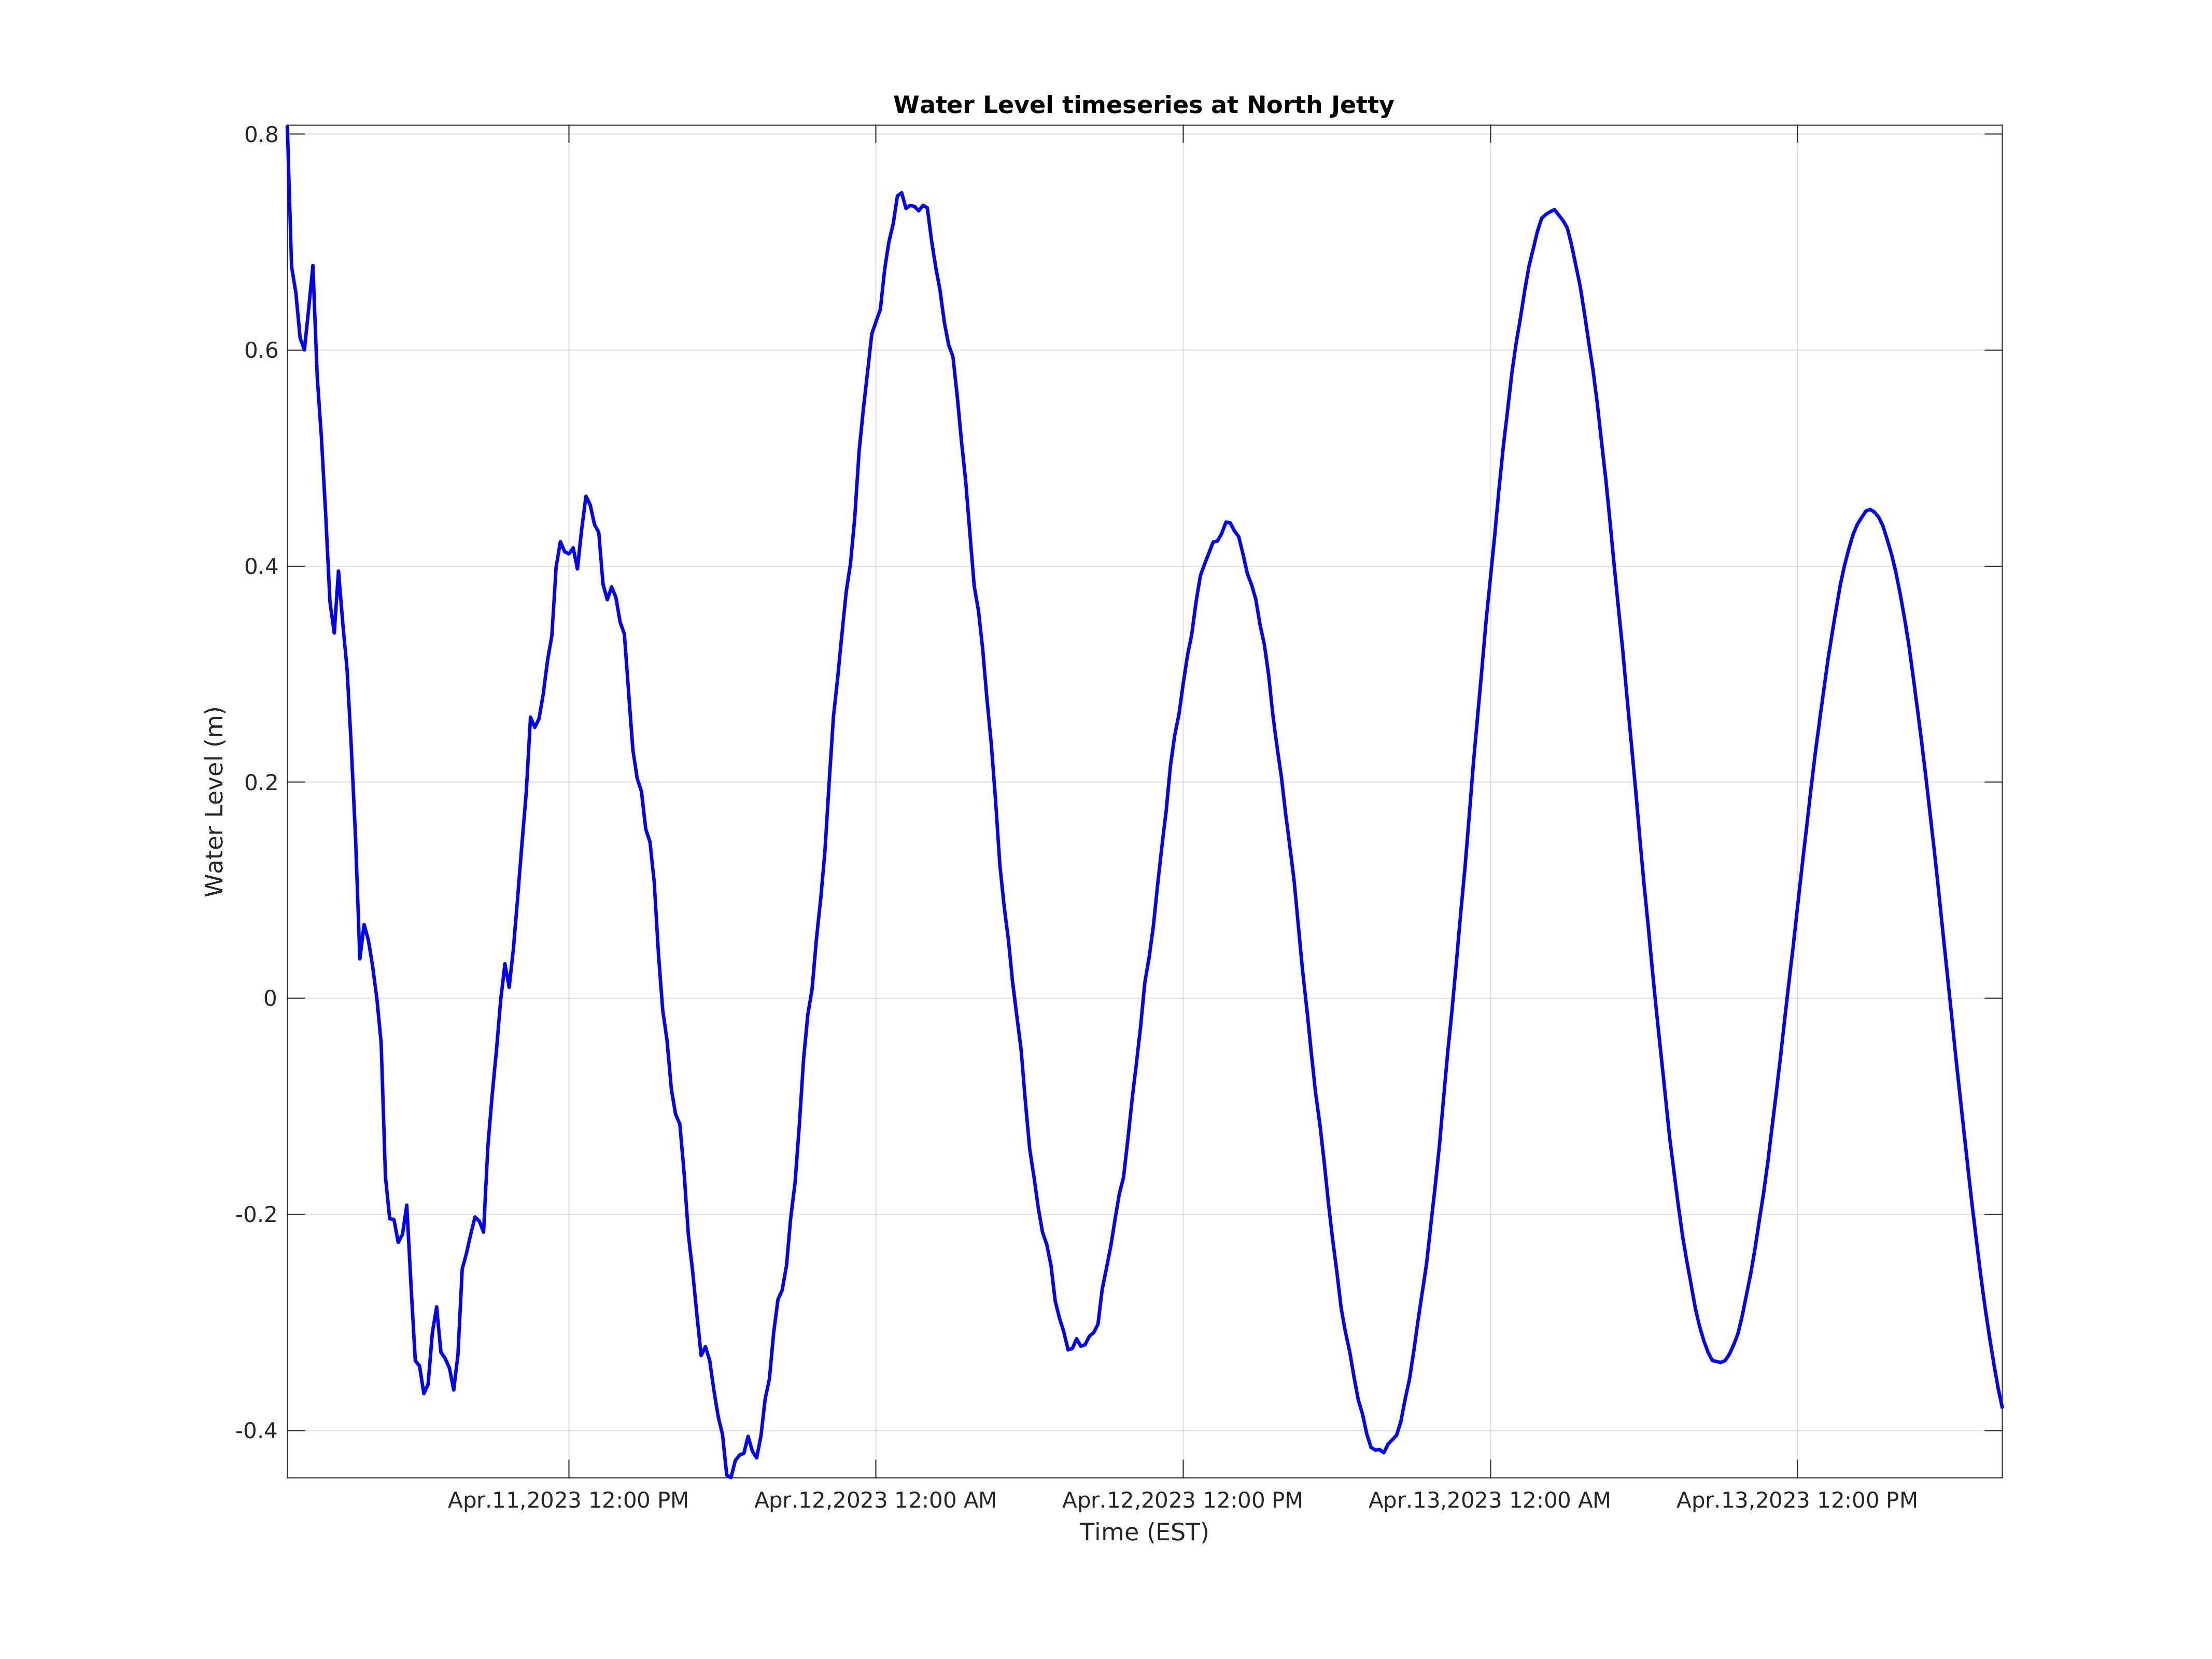 Water Level timeseries at North Jetty
0.8
0.6
0.4
0.2
0
-0.2
-0.4
Water Level (m)
Apr.11,2023 12:00 PM
Apr.12,2023 12:00 AM
Apr.12,2023 12:00 PM
Apr.13,2023 12:00 AM
Apr.13,2023 12:00 PM
Time (EST)